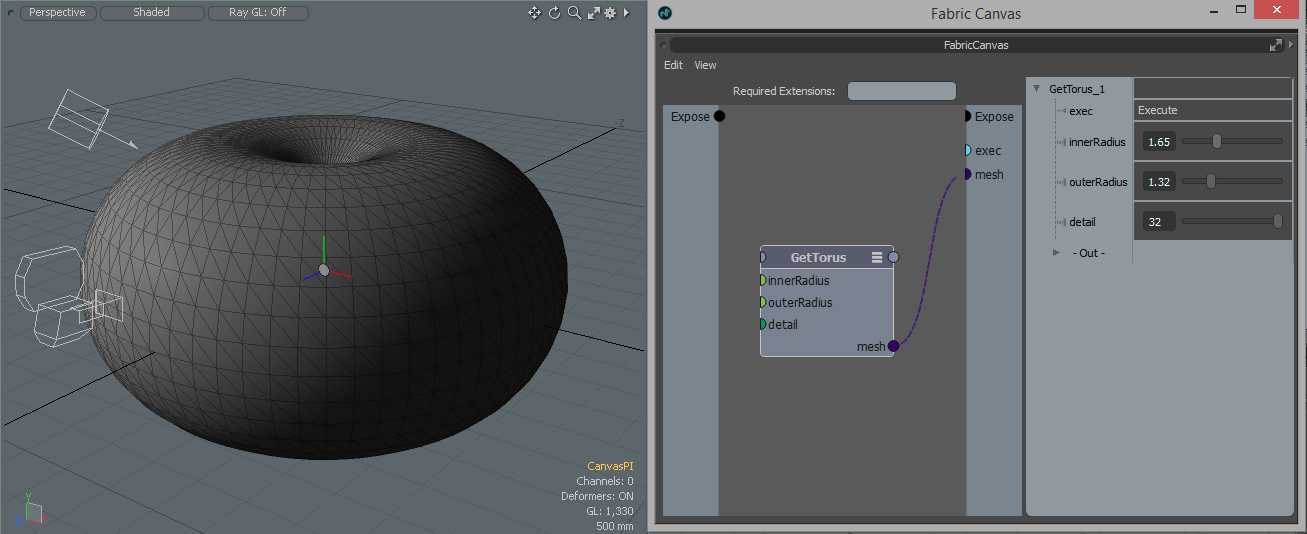 Perspective
Shaded
Ray GL: Off
-Z
CanvasPI
Channels: 0
Deformers: ON
GL: 1,330
500 mm
Y
Fabric Canvas
FabricCanvas
Edit View
Required Extensions:
Expose
Expose
exec
mesh
GetTorus
innerRadius
outerRadius
detail
mesh
GetTorus_1
exec Execute
innerRadius 1.65
outerRadius 1.32
detail 32
- Out -